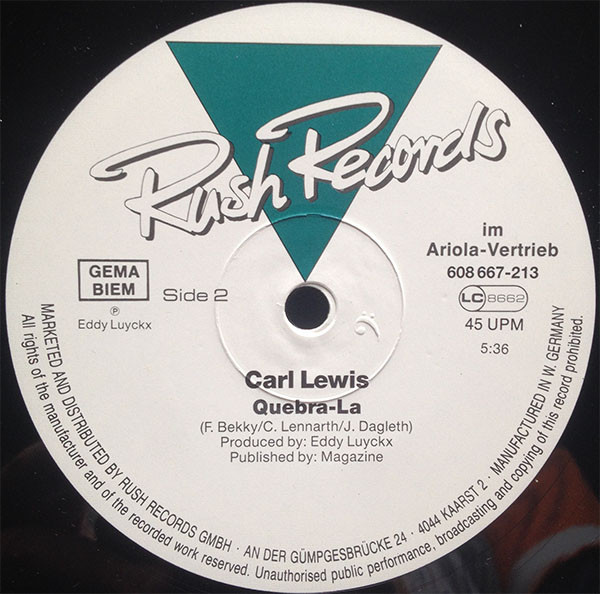 Rush Records
im
Ariola-Vertrieb
608 667-213
GEMA
BIEM
Side 2
LC 8662
℗
Eddy Luyckx
45 UPM
5:36
Carl Lewis
Quebra-La
(F. Bekky/C. Lennarth/J. Dagleth)
Produced by: Eddy Luyckx
Published by: Magazine
MARKETED AND DISTRIBUTED BY RUSH RECORDS GMBH · AN DER GÜMPGESBRÜCKE 24 · 4044 KAARST 2 · MANUFACTURED IN W. GERMANY
All rights of the manufacturer and of the recorded work reserved. Unauthorised public performance, broadcasting and copying of this record prohibited.